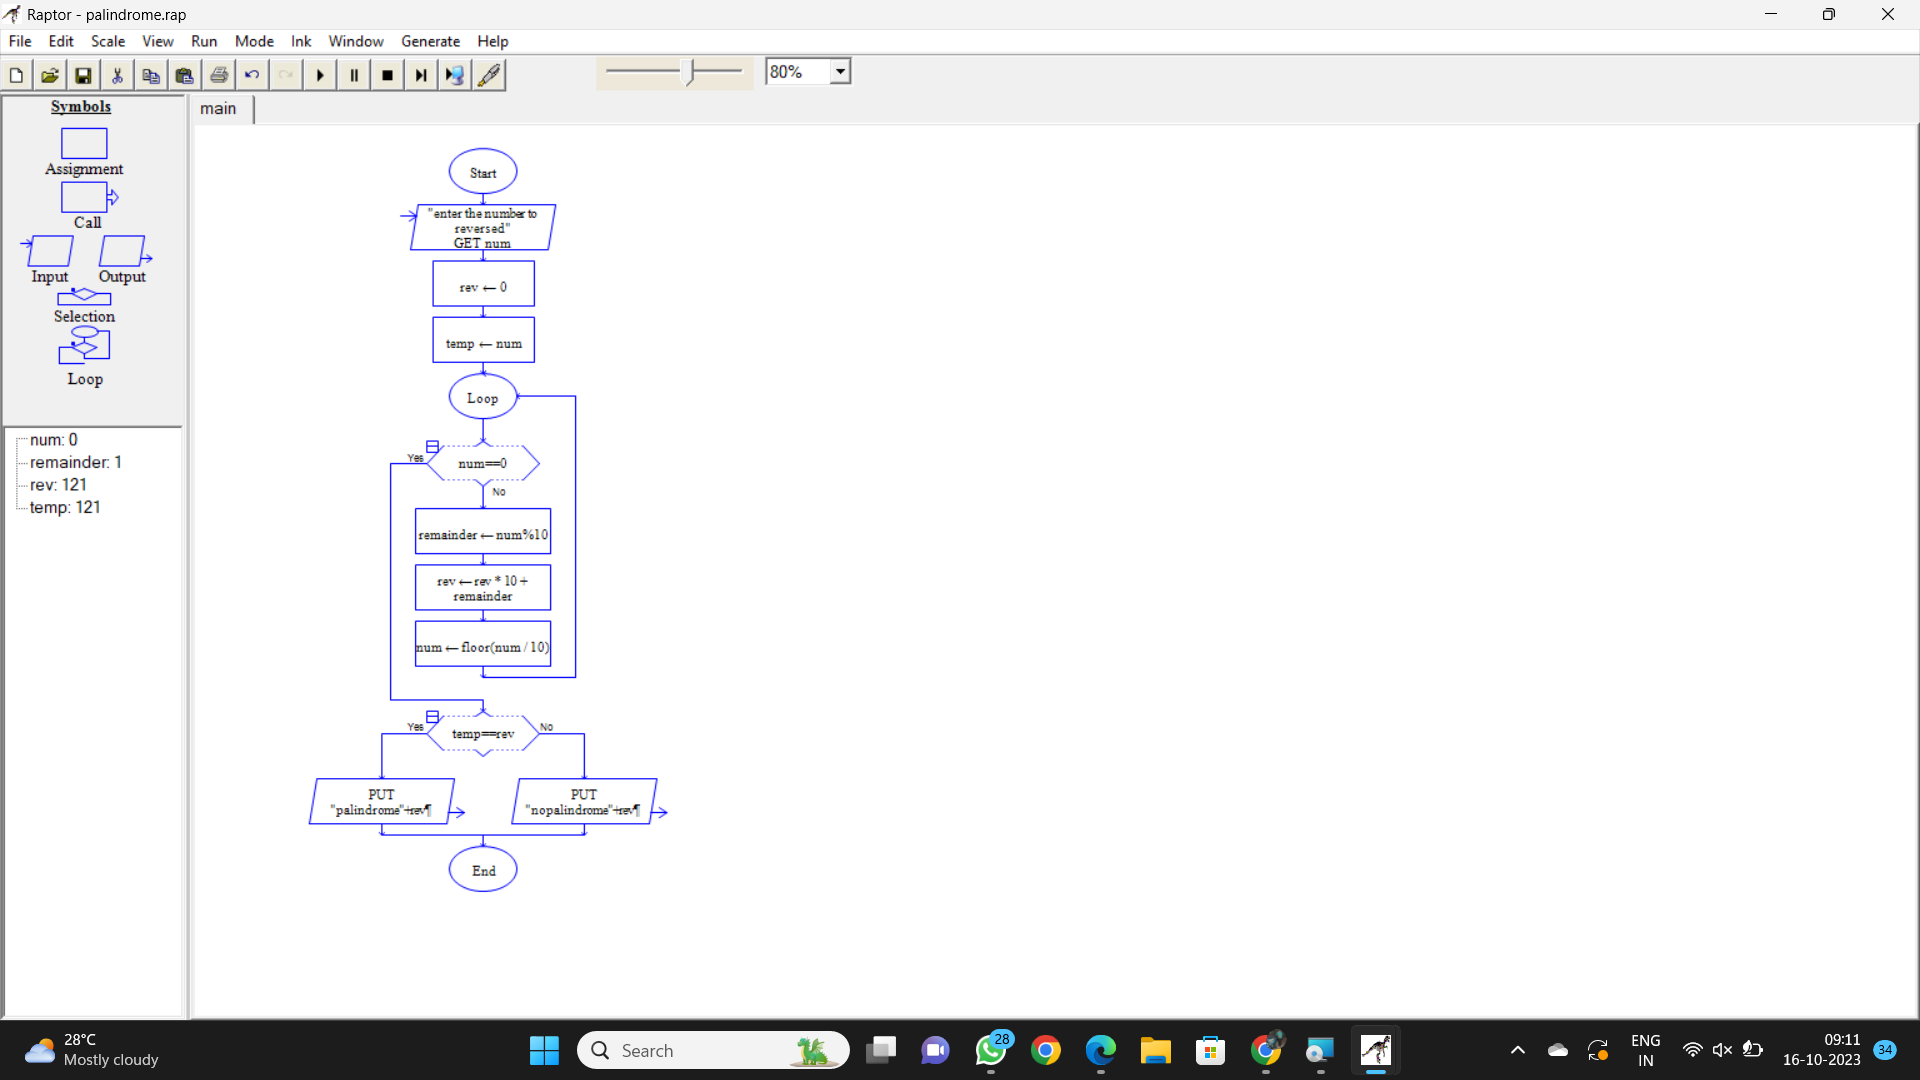 Raptor - palindrome.rap
File Edit Scale View Run Mode Ink Window Generate Help
80%
Symbols
Assignment
Call
Input Output
Selection
Loop
num: 0
remainder: 1
rev: 121
temp: 121
main
Start
"enter the number to
reversed"
GET num
rev ← 0
temp ← num
Loop
Yes
num==0
No
remainder ← num%10
rev ← rev * 10 +
remainder
num ← floor(num / 10)
Yes
temp==rev
No
PUT
"palindrome"+rev¶
PUT
"nopalindrome"+rev¶
End
28°C
Mostly cloudy
Search
28
ENG
IN
09:11
16-10-2023
34